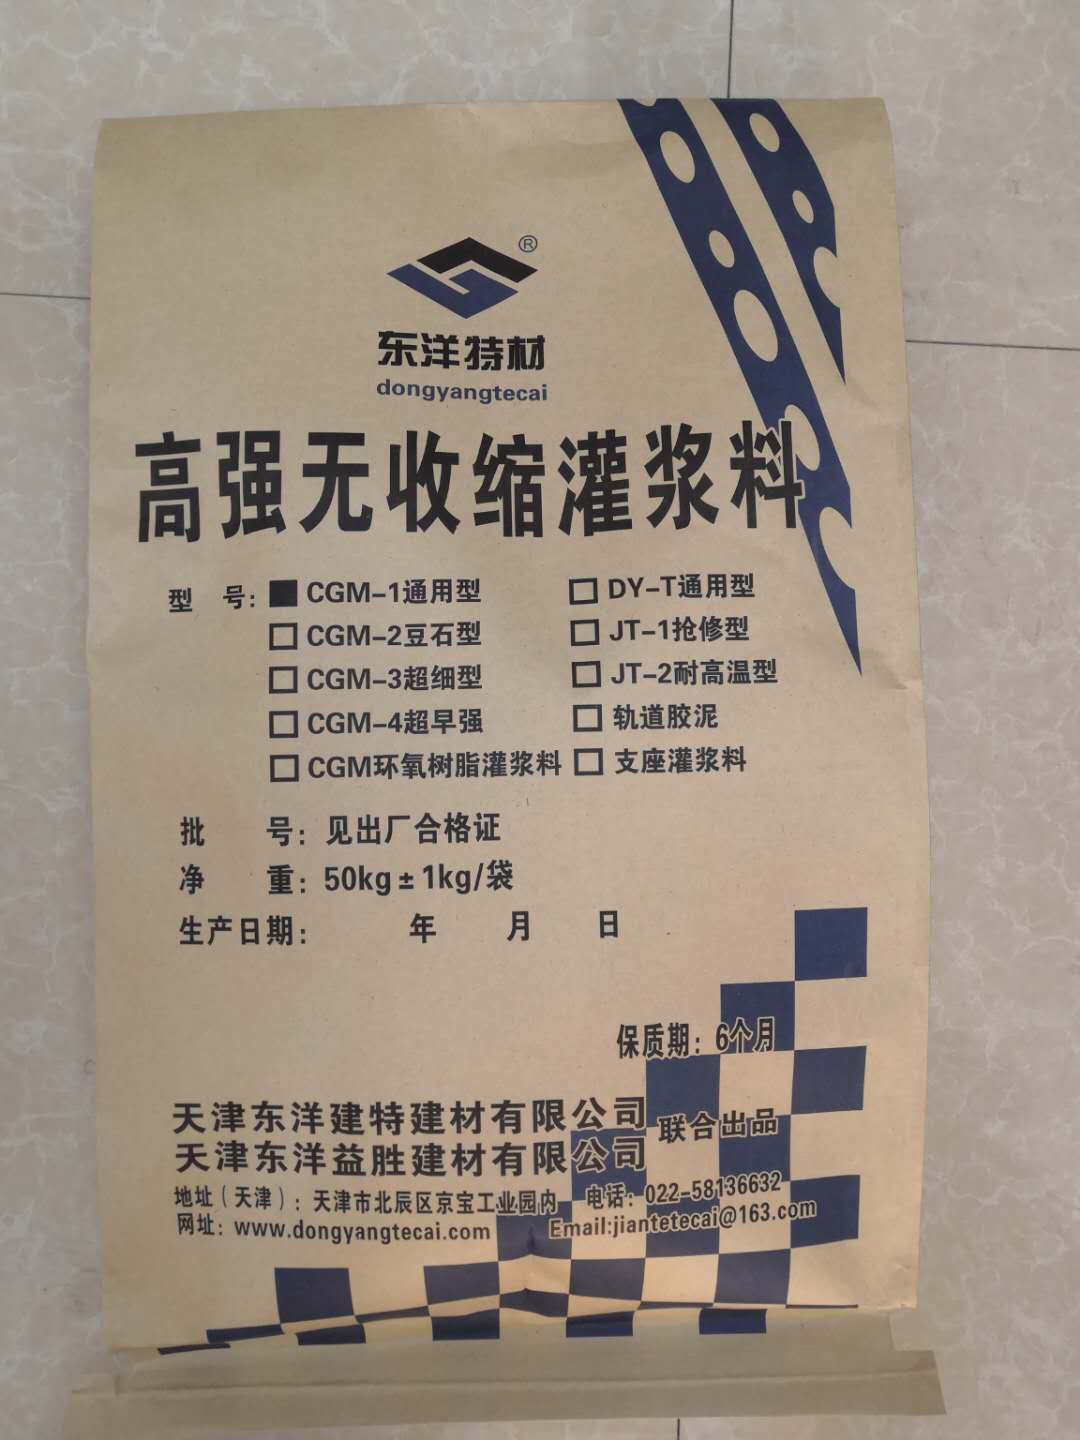 ®
东洋特材
dongyangtecai
高强无收缩灌浆料
型 号: ■ CGM-1通用型 □ DY-T通用型
□ CGM-2豆石型 □ JT-1抢修型
□ CGM-3超细型 □ JT-2耐高温型
□ CGM-4超早强 □ 轨道胶泥
□ CGM环氧树脂灌浆料 □ 支座灌浆料
批 号: 见出厂合格证
净 重: 50kg±1kg/袋
生产日期: 年 月 日
保质期: 6个月
天津东洋建特建材有限公司
天津东洋益胜建材有限公司 联合出品
地址(天津): 天津市北辰区京宝工业园内 电话: 022-58136632
网址: www.dongyangtecai.com Email:jiantetecai@163.com